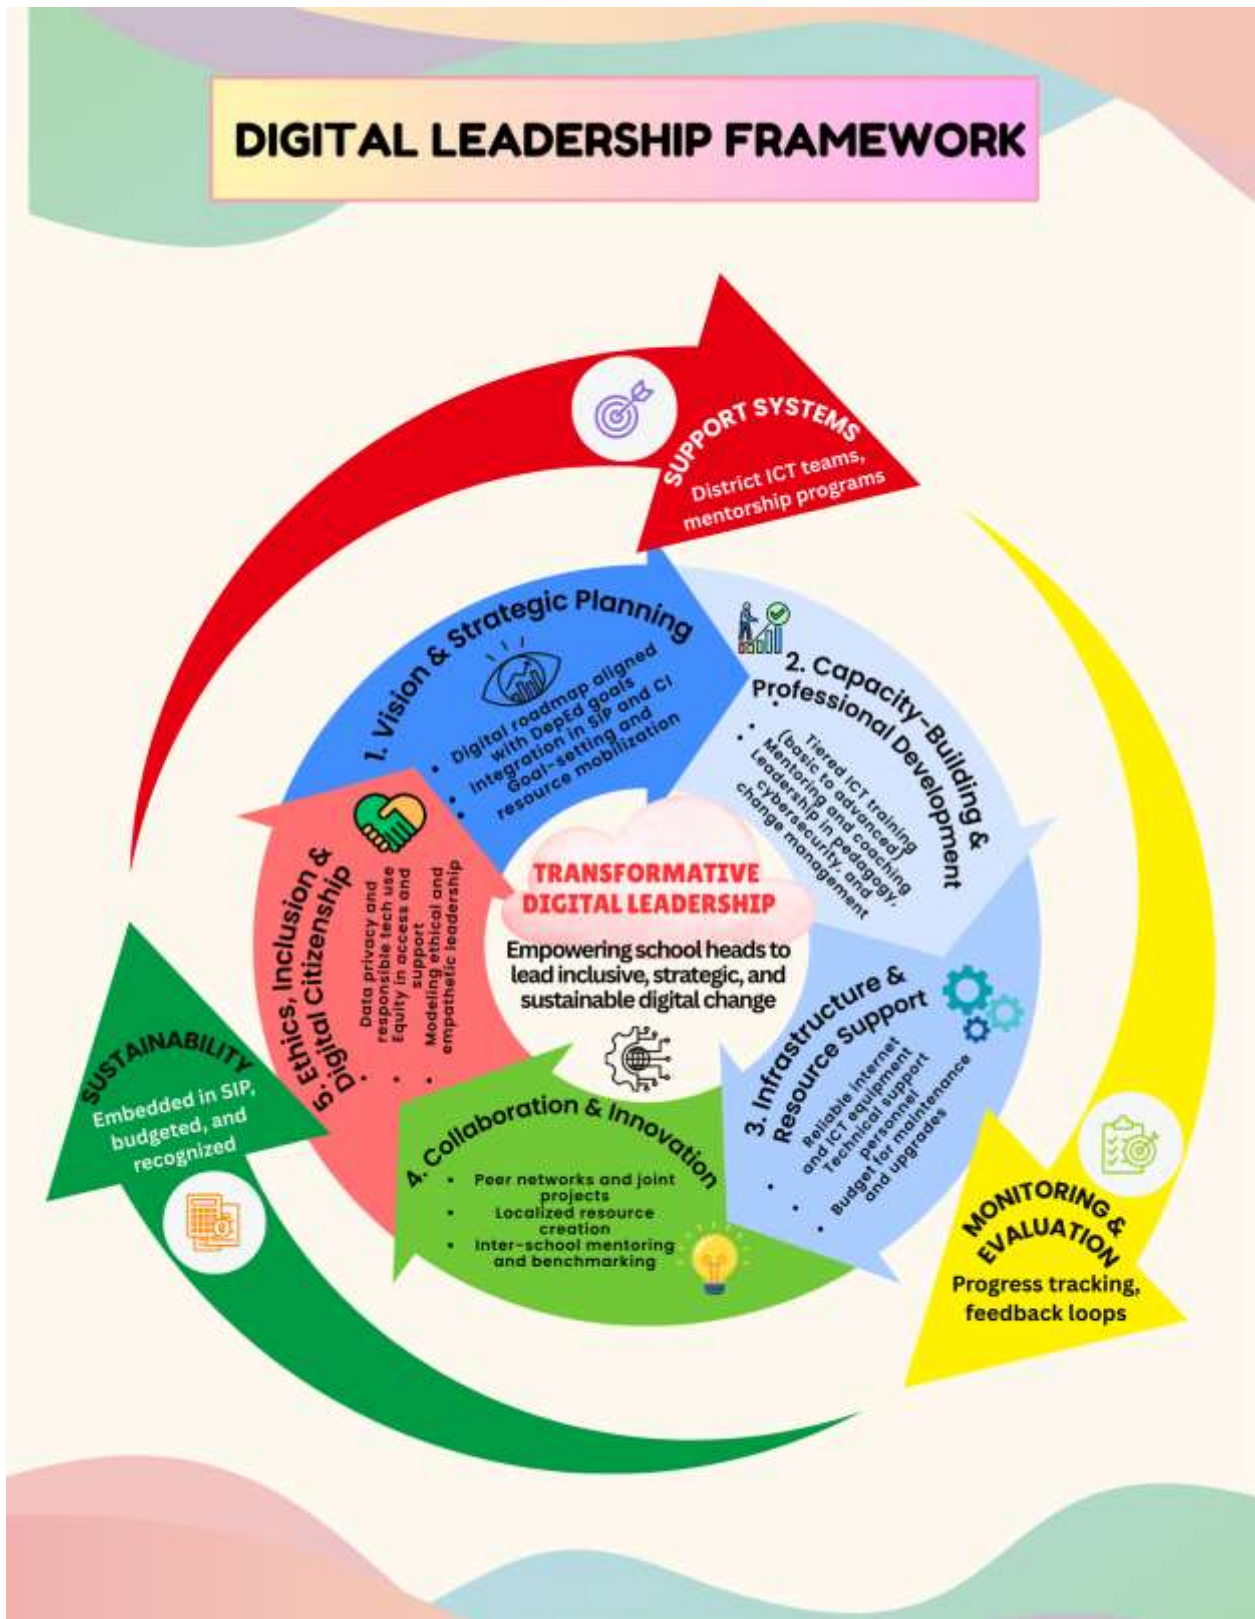 DIGITAL LEADERSHIP FRAMEWORK
SUPPORT SYSTEMS
District ICT teams,
mentorship programs
1. Vision & Strategic Planning
• Digital roadmap aligned
with DepEd goals
• Integration in SIP and CI
• Goal-setting and
resource mobilization
2. Capacity-Building &
Professional Development
• Tiered ICT training
(basic to advanced)
• Mentoring and coaching
• Leadership in pedagogy,
cybersecurity, and
change management
TRANSFORMATIVE
DIGITAL LEADERSHIP
Empowering school heads to
lead inclusive, strategic, and
sustainable digital change
3. Infrastructure &
Resource Support
• Reliable internet
and ICT equipment
• Technical support
personnel
• Budget for maintenance
and upgrades
4. Collaboration & Innovation
• Peer networks and joint
projects
• Localized resource
creation
• Inter-school mentoring
and benchmarking
5. Ethics, Inclusion &
Digital Citizenship
• Data privacy and
responsible tech use
• Equity in access and
support
• Modeling ethical and
empathetic leadership
MONITORING &
EVALUATION
Progress tracking,
feedback loops
SUSTAINABILITY
Embedded in SIP,
budgeted, and
recognized